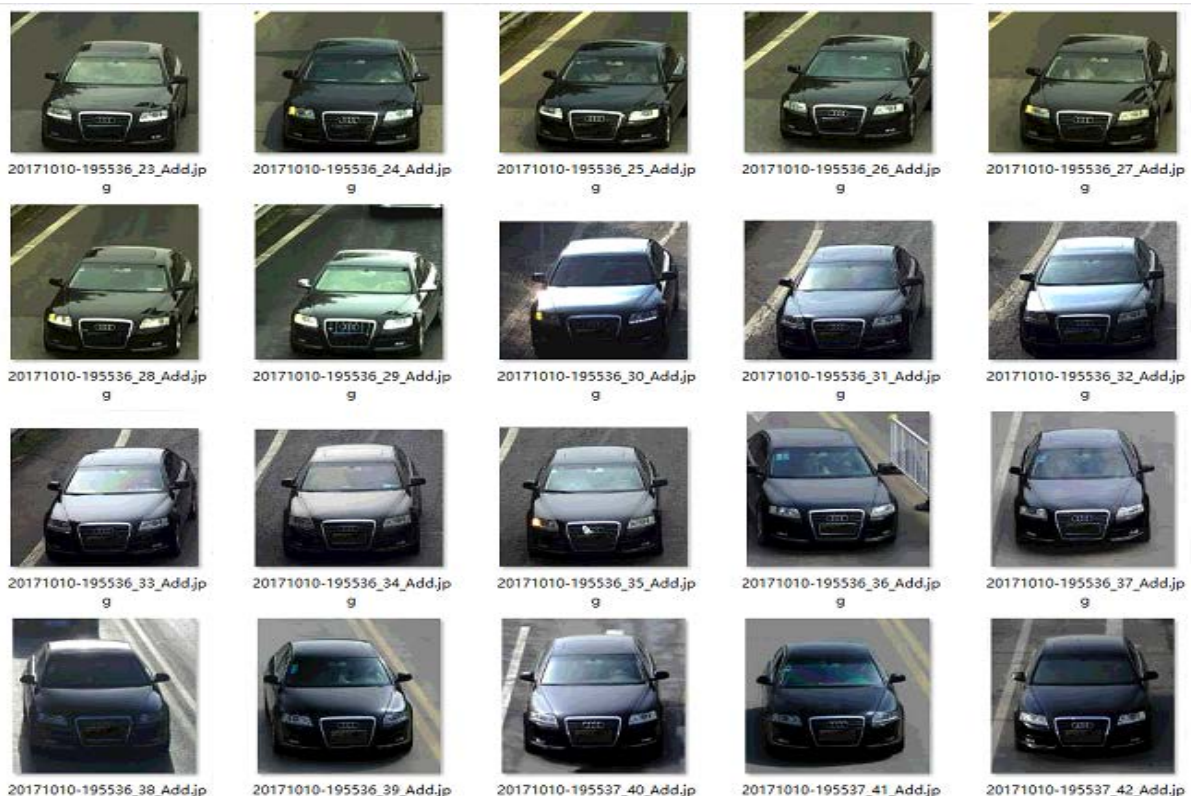 20171010-195536_23_Add.jp
g
20171010-195536_24_Add.jp
g
20171010-195536_25_Add.jp
g
20171010-195536_26_Add.jp
g
20171010-195536_27_Add.jp
g
20171010-195536_28_Add.jp
g
20171010-195536_29_Add.jp
g
20171010-195536_30_Add.jp
g
20171010-195536_31_Add.jp
g
20171010-195536_32_Add.jp
g
20171010-195536_33_Add.jp
g
20171010-195536_34_Add.jp
g
20171010-195536_35_Add.jp
g
20171010-195536_36_Add.jp
g
20171010-195536_37_Add.jp
g
20171010-195536_38_Add.jp
20171010-195536_39_Add.jp
20171010-195537_40_Add.jp
20171010-195537_41_Add.jp
20171010-195537_42_Add.jp